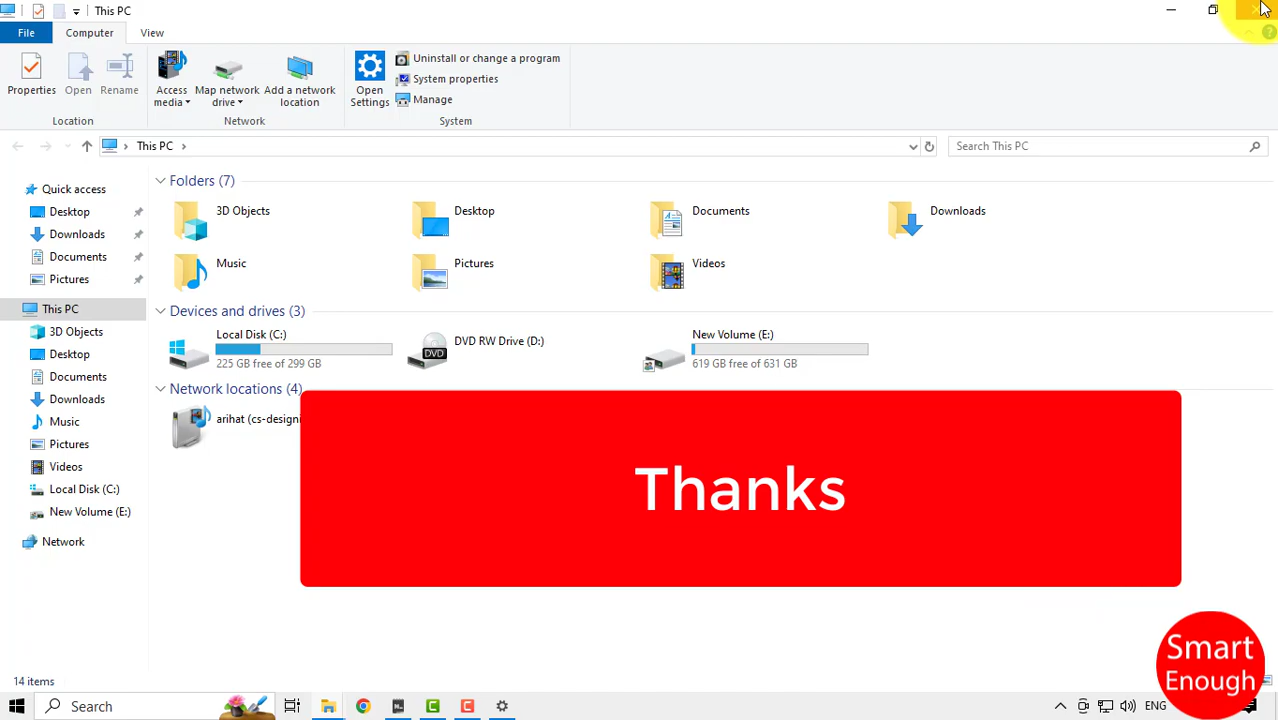 This PC
File Computer View
Properties Open Rename Access media Map network drive Add a network location Open Settings Uninstall or change a program
System properties
Manage
Location Network System
This PC Search This PC
Quick access
Desktop
Downloads
Documents
Pictures
This PC
3D Objects
Desktop
Documents
Downloads
Music
Pictures
Videos
Local Disk (C:)
New Volume (E:)
Network
Folders (7)
3D Objects Desktop Documents Downloads
Music Pictures Videos
Devices and drives (3)
Local Disk (C:) DVD RW Drive (D:) New Volume (E:)
DVD
225 GB free of 299 GB 619 GB free of 631 GB
Network locations (4)
arihat (cs-designi
Thanks
Smart
Enough
14 items
Search ENG